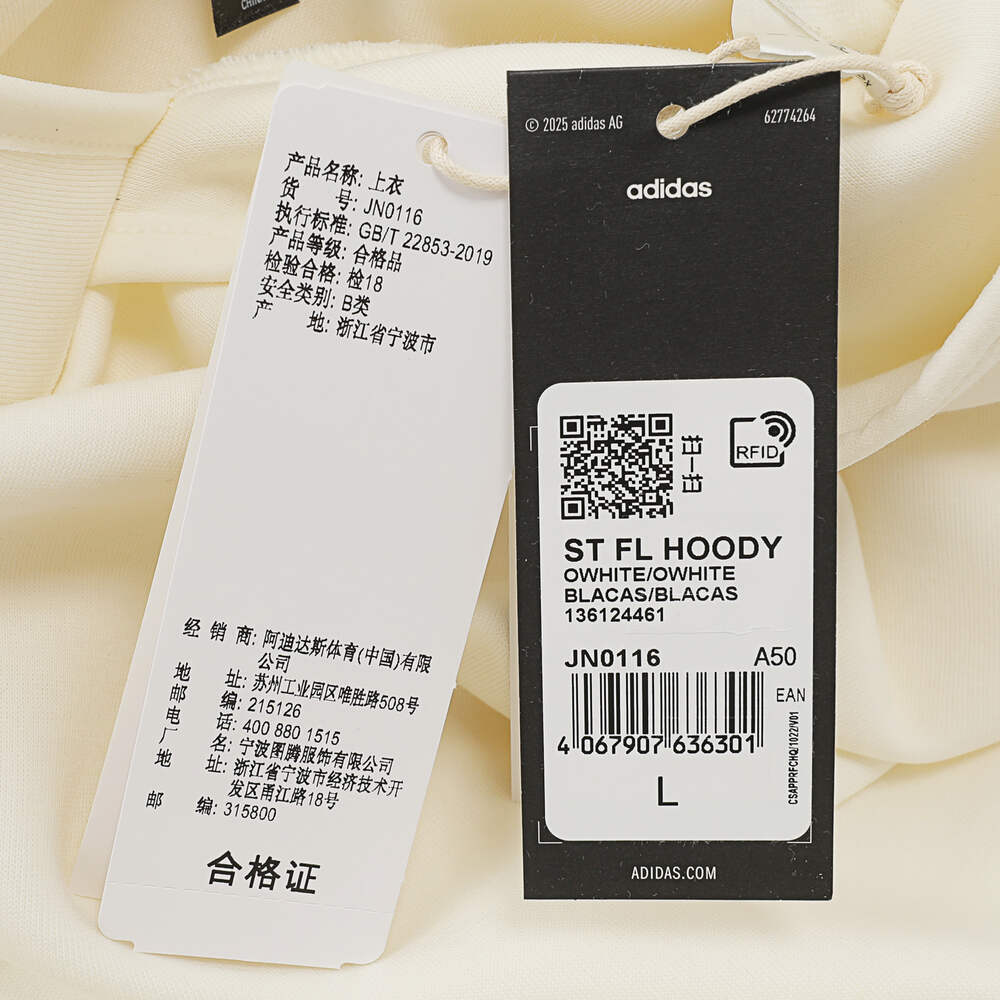 产品名称: 上衣
货 号: JN0116
执行标准: GB/T 22853-2019
产品等级: 合格品
检验合格: 检18
安全类别: B类
产 地: 浙江省宁波市
经 销 商: 阿迪达斯体育(中国)有限
公司
地 址: 苏州工业园区唯胜路508号
邮 编: 215126
电 话: 400 880 1515
厂 名: 宁波图腾服饰有限公司
地 址: 浙江省宁波市经济技术开
发区甬江路18号
邮 编: 315800
合格证
© 2025 adidas AG
62774264
adidas
RFID
ST FL HOODY
OWHITE/OWHITE
BLACAS/BLACAS
136124461
JN0116 A50
EAN
4 067907 636301
CSAPPRFCHQ/1022/V01
L
ADIDAS.COM